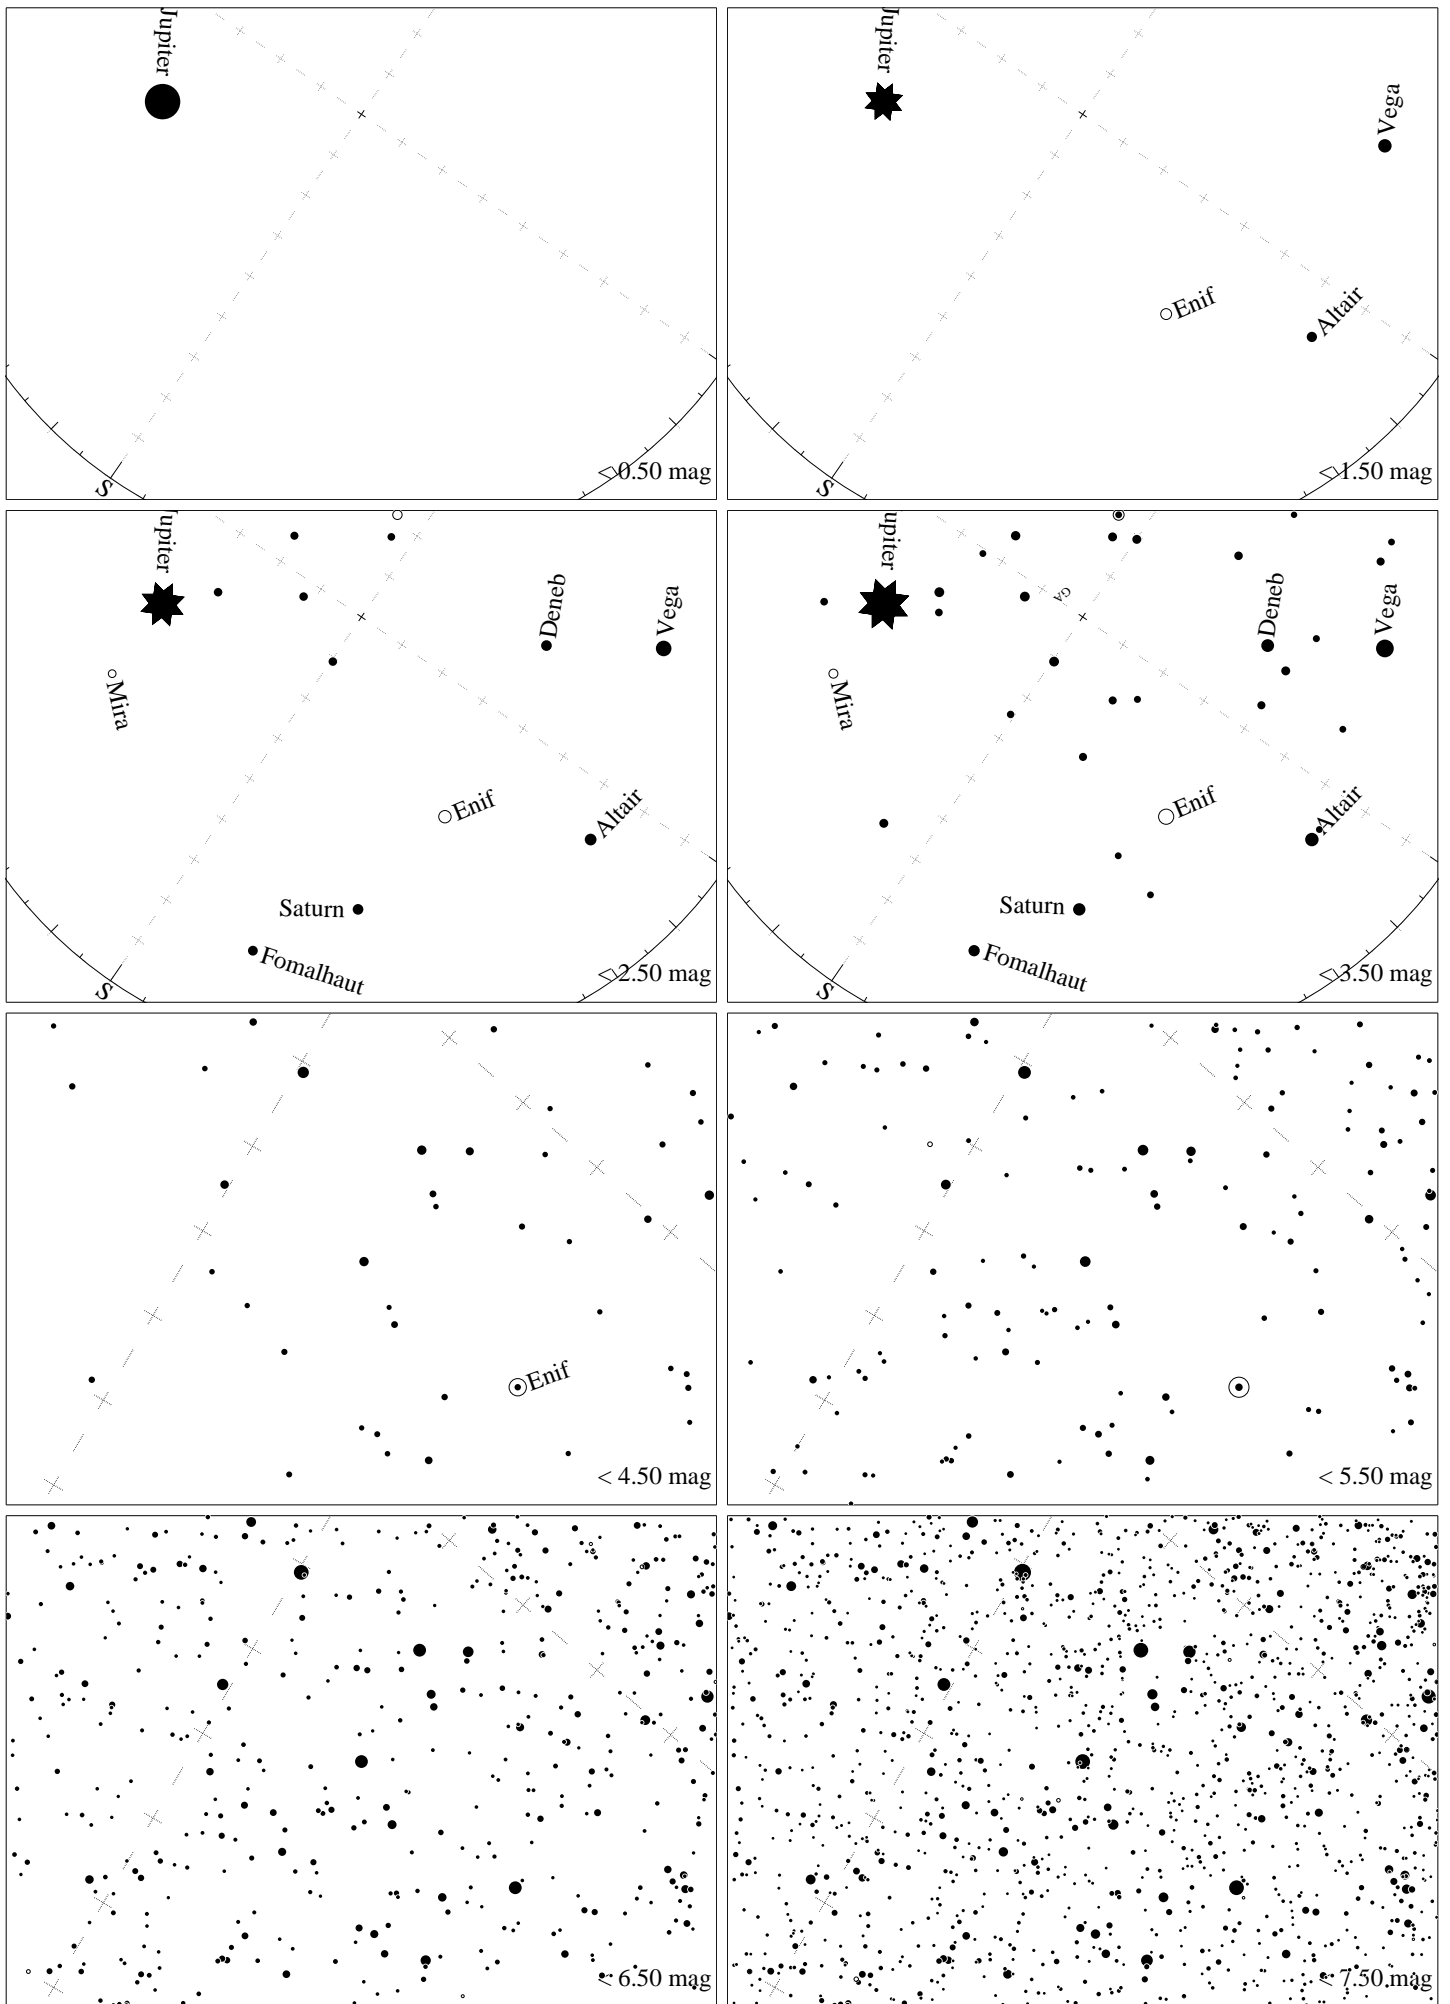 Jupiter
S
<0.50 mag
Jupiter
Vega
Enif
Altair
S
<1.50 mag
Jupiter
Deneb
Vega
Mira
Enif
Altair
Saturn
Fomalhaut
S
<2.50 mag
upiter
GA
Deneb
Vega
Mira
Enif
Altair
Saturn
Fomalhaut
S
<3.50 mag
Enif
< 4.50 mag
< 5.50 mag
< 6.50 mag
< 7.50 mag